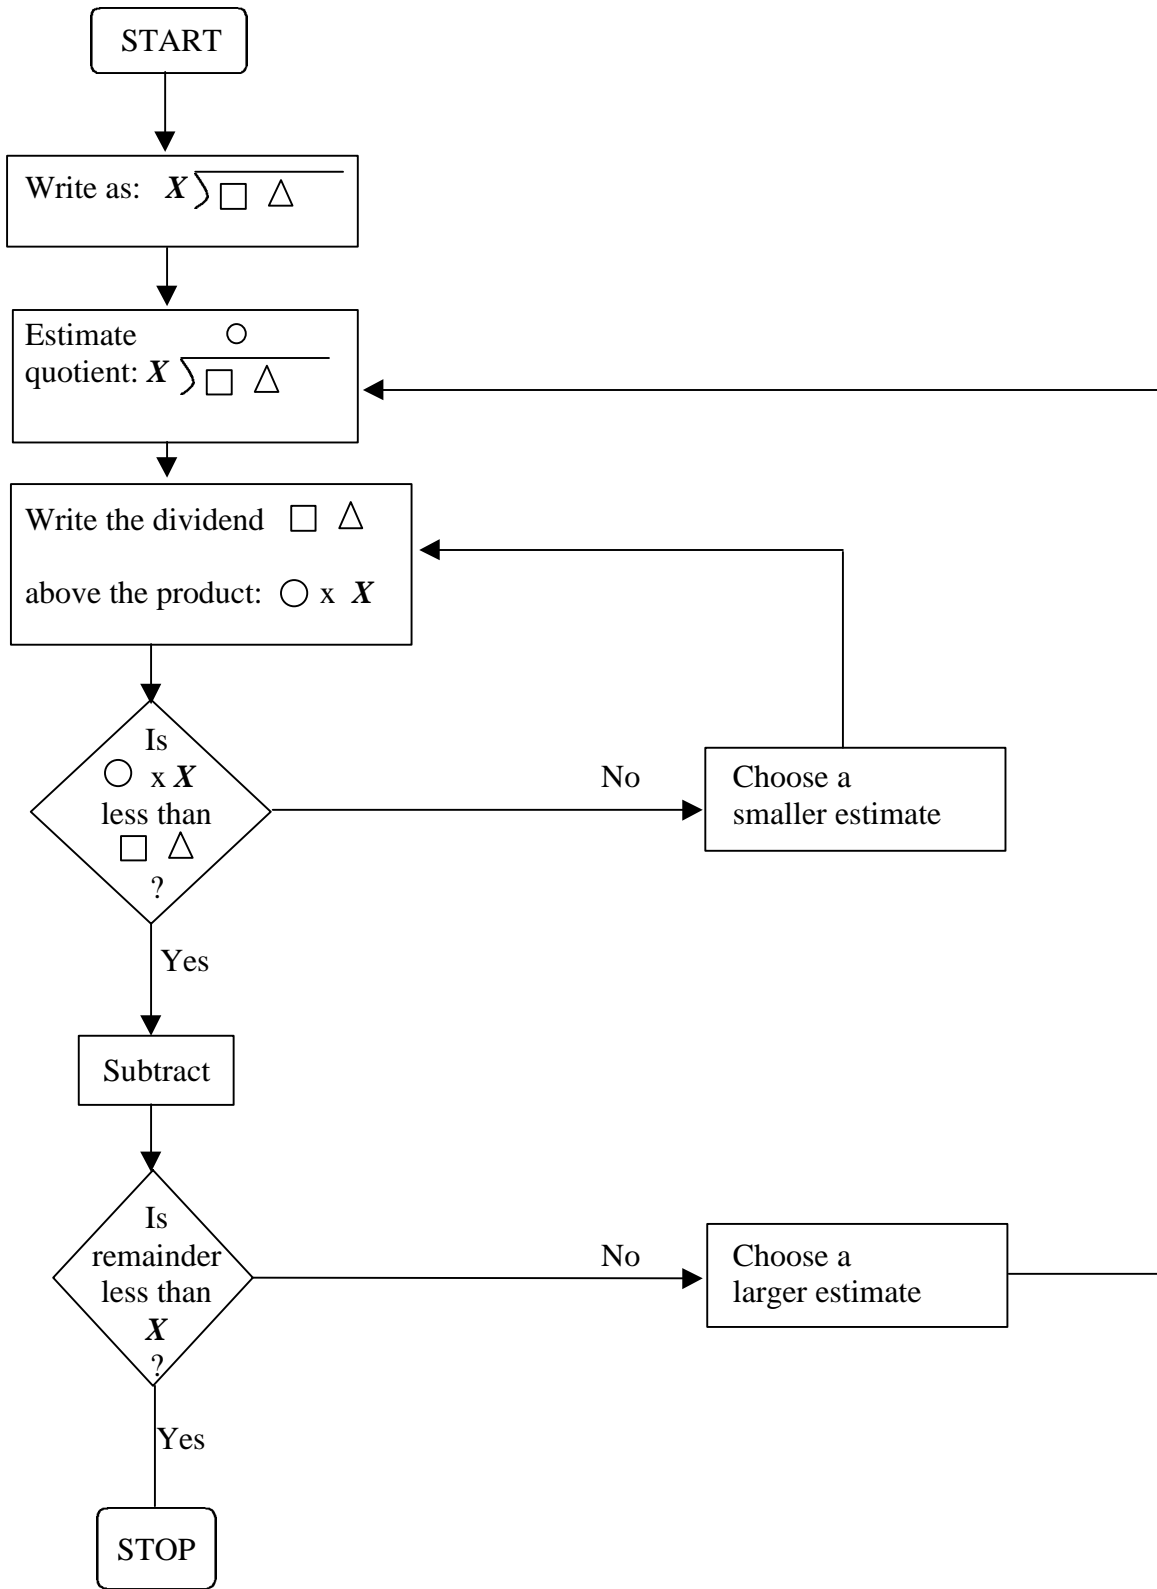 START
Write as: X □ △
Estimate ○
quotient: X □ △
Write the dividend □ △
above the product: ○ x X
Is
○ x X
less than
□ △
?
No
Choose a
smaller estimate
Yes
Subtract
Is
remainder
less than
X
?
No
Choose a
larger estimate
Yes
STOP